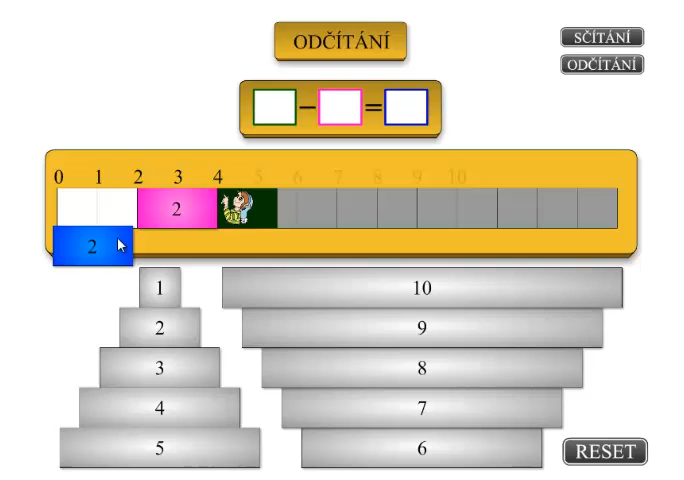 ODČÍTÁNÍ
SČÍTÁNÍ
ODČÍTÁNÍ
− =
0 1 2 3 4 5 6 7 8 9 10
2
2
1 10
2 9
3 8
4 7
5 6
RESET